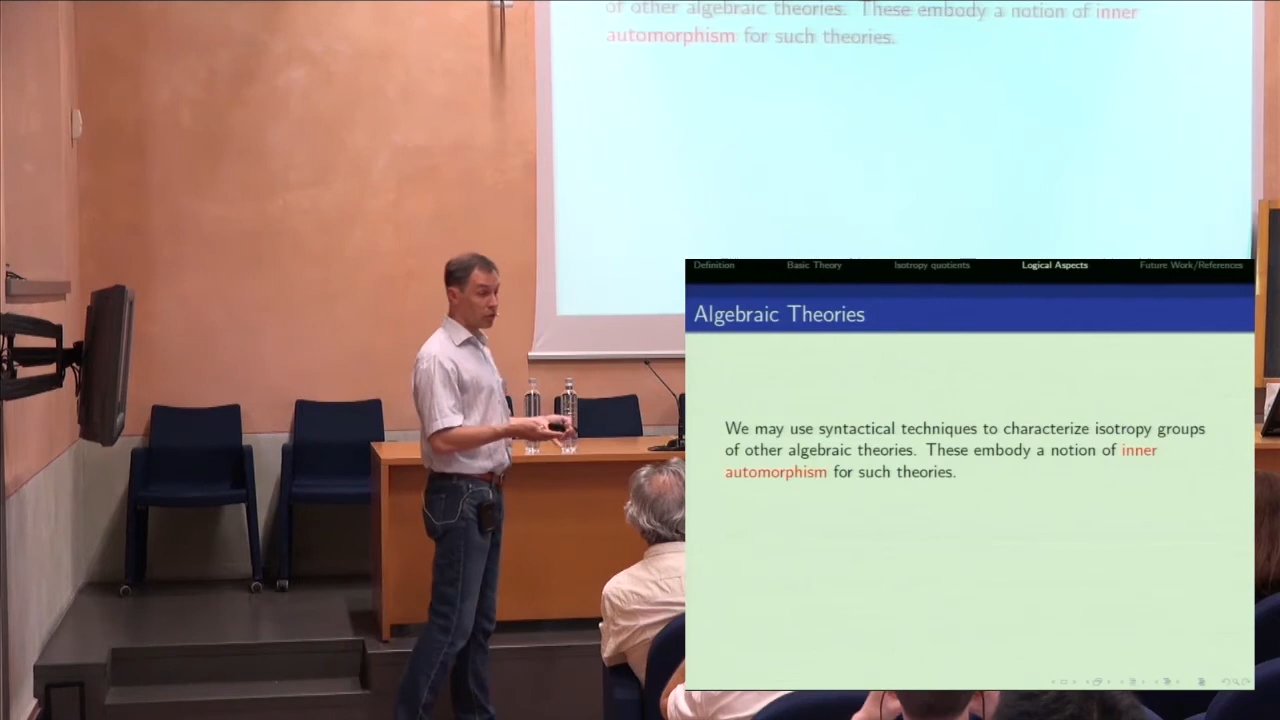 of other algebraic theories. These embody a notion of inner
automorphism for such theories.
Definition Basic Theory Isotropy quotients Logical Aspects Future Work/References
Algebraic Theories
We may use syntactical techniques to characterize isotropy groups
of other algebraic theories. These embody a notion of inner
automorphism for such theories.